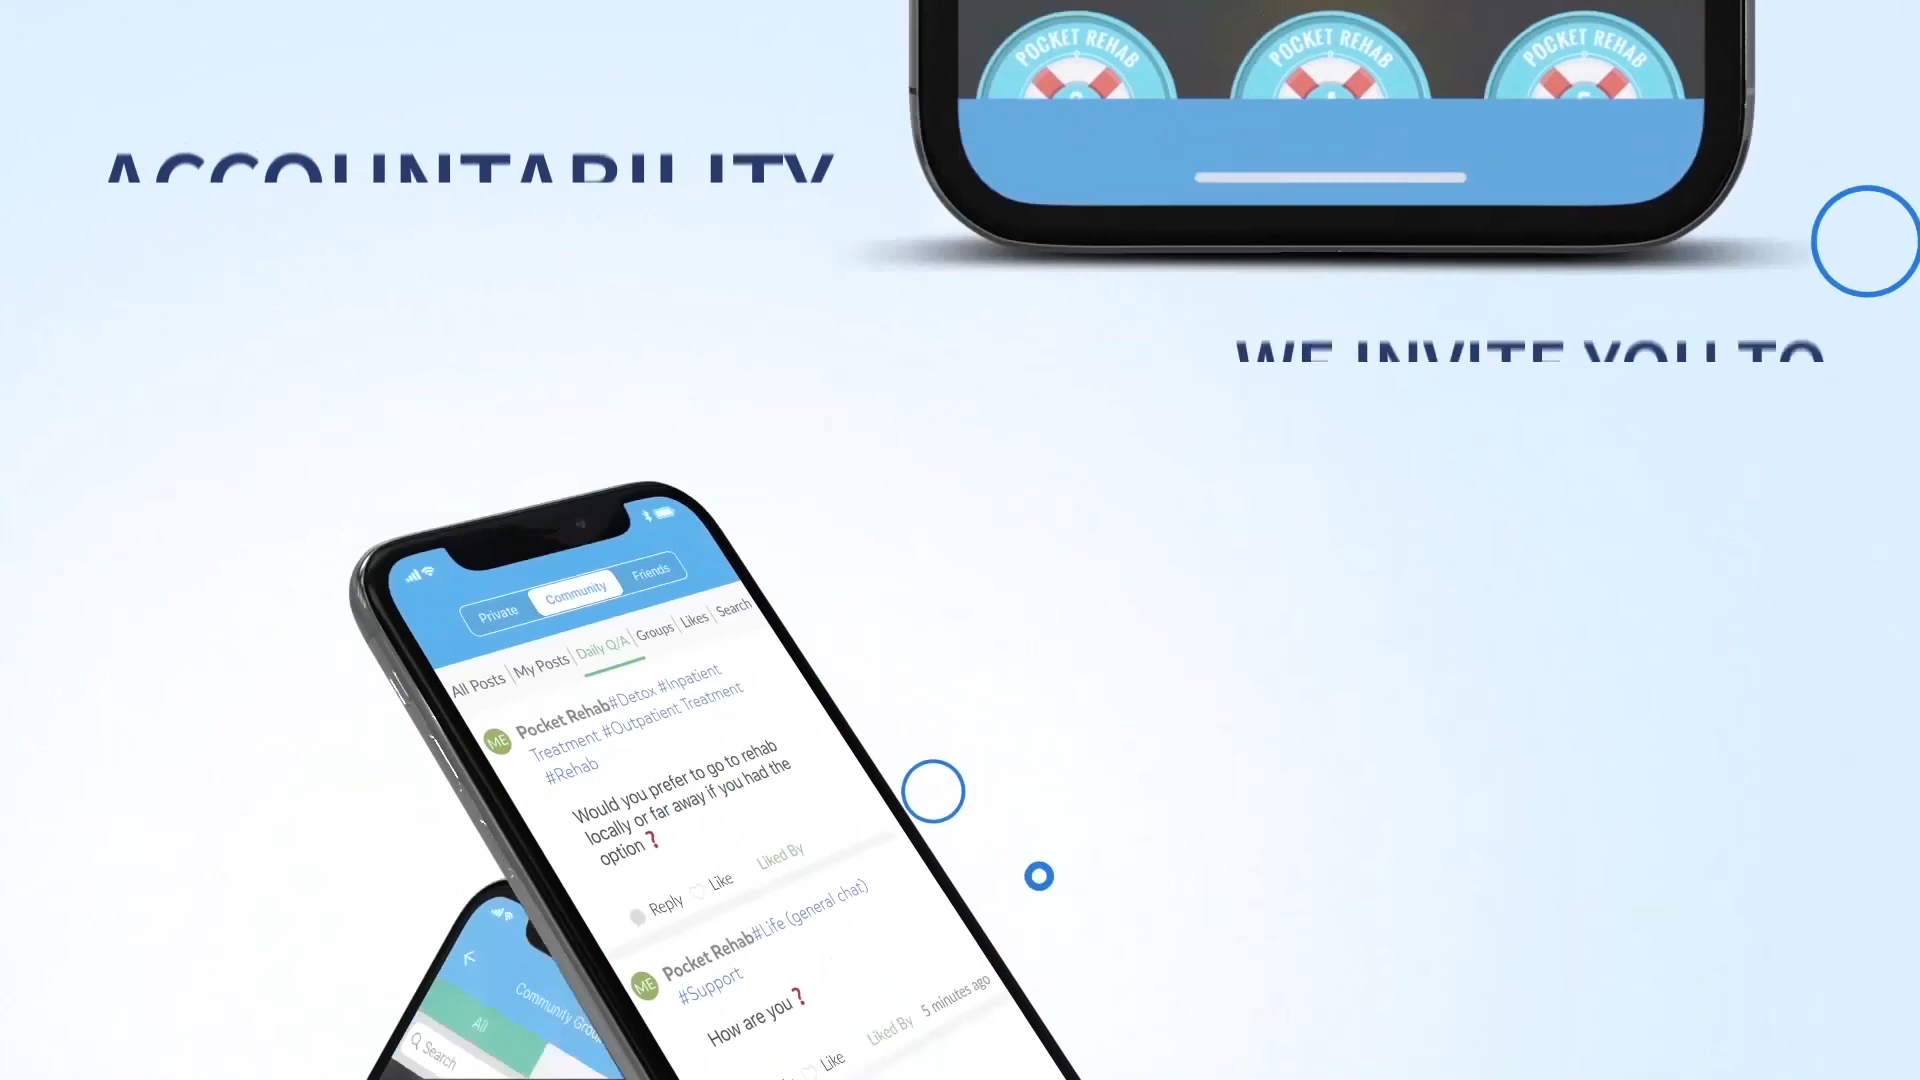 POCKET REHAB
POCKET REHAB
POCKET REHAB
ACCOUNTABILITY
WE INVITE YOU TO
Private
Community
Friends
All Posts
My Posts
Daily Q/A
Groups
Likes
Search
ME
Pocket Rehab#Detox #Inpatient
Treatment #Outpatient Treatment
#Rehab
Would you prefer to go to rehab
locally or far away if you had the
option❓
Reply
Like
Liked By
ME
Pocket Rehab#Life (general chat)
#Support
How are you❓
Like
Liked By
5 minutes ago
Community
All
Search